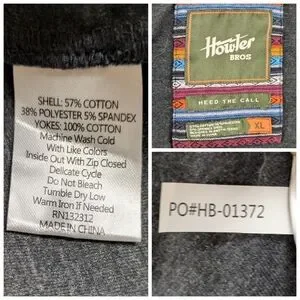 SHELL: 57% COTTON
38% POLYESTER 5% SPANDEX
YOKES: 100% COTTON
Machine Wash Cold
With Like Colors
Inside Out With Zip Closed
Delicate Cycle
Do Not Bleach
Tumble Dry Low
Warm Iron If Needed
RN132312
MADE IN CHINA
Howler
BROS
HEED THE CALL
XL
PO#HB-01372